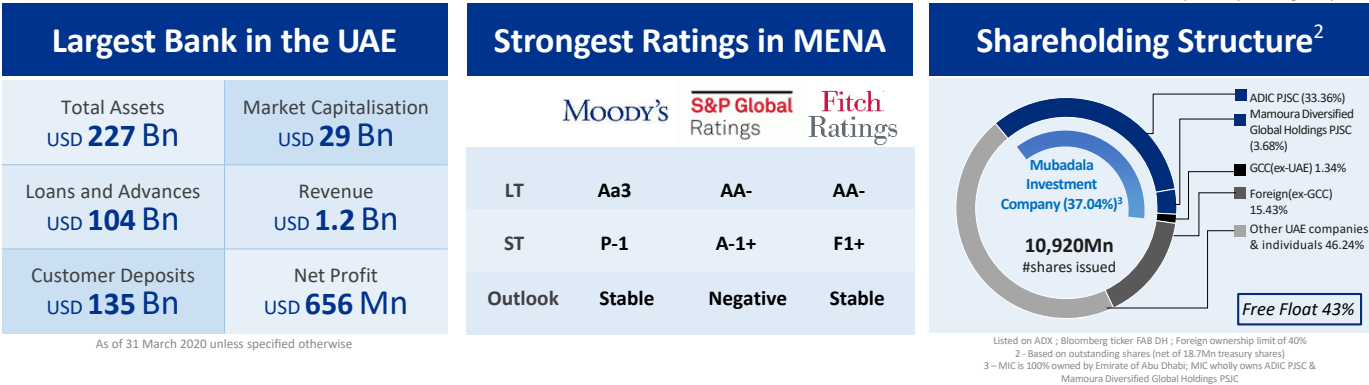 Largest Bank in the UAE
Total Assets
USD 227 Bn
Market Capitalisation
USD 29 Bn
Loans and Advances
USD 104 Bn
Revenue
USD 1.2 Bn
Customer Deposits
USD 135 Bn
Net Profit
USD 656 Mn
As of 31 March 2020 unless specified otherwise
Strongest Ratings in MENA
MOODY'S
S&P Global
Ratings
Fitch
Ratings
LT Aa3 AA- AA-
ST P-1 A-1+ F1+
Outlook Stable Negative Stable
Shareholding Structure2
Mubadala
Investment
Company (37.04%)3
10,920Mn
#shares issued
ADIC PJSC (33.36%)
Mamoura Diversified
Global Holdings PJSC
(3.68%)
GCC(ex-UAE) 1.34%
Foreign(ex-GCC)
15.43%
Other UAE companies
& individuals 46.24%
Free Float 43%
Listed on ADX ; Bloomberg ticker FAB DH ; Foreign ownership limit of 40%
2 - Based on outstanding shares (net of 18.7Mn treasury shares)
3 – MIC is 100% owned by Emirate of Abu Dhabi; MIC wholly owns ADIC PJSC &
Mamoura Diversified Global Holdings PSJC